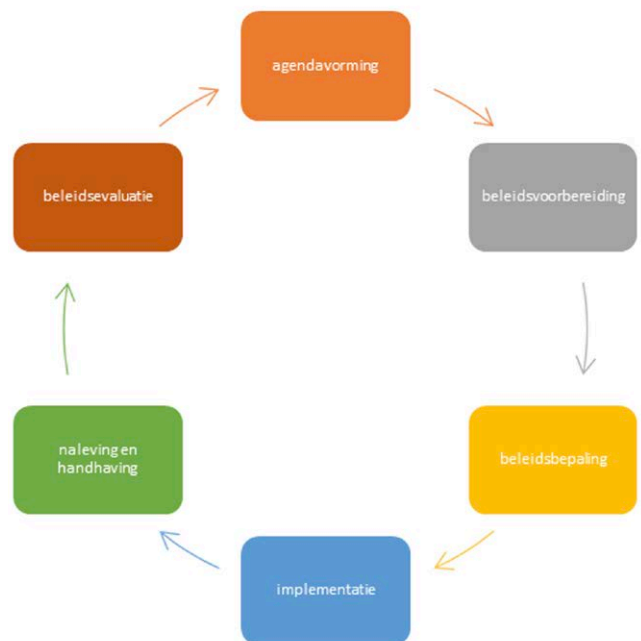 agendavorming
beleidsvoorbereiding
beleidsbepaling
implementatie
naleving en
handhaving
beleidsevaluatie